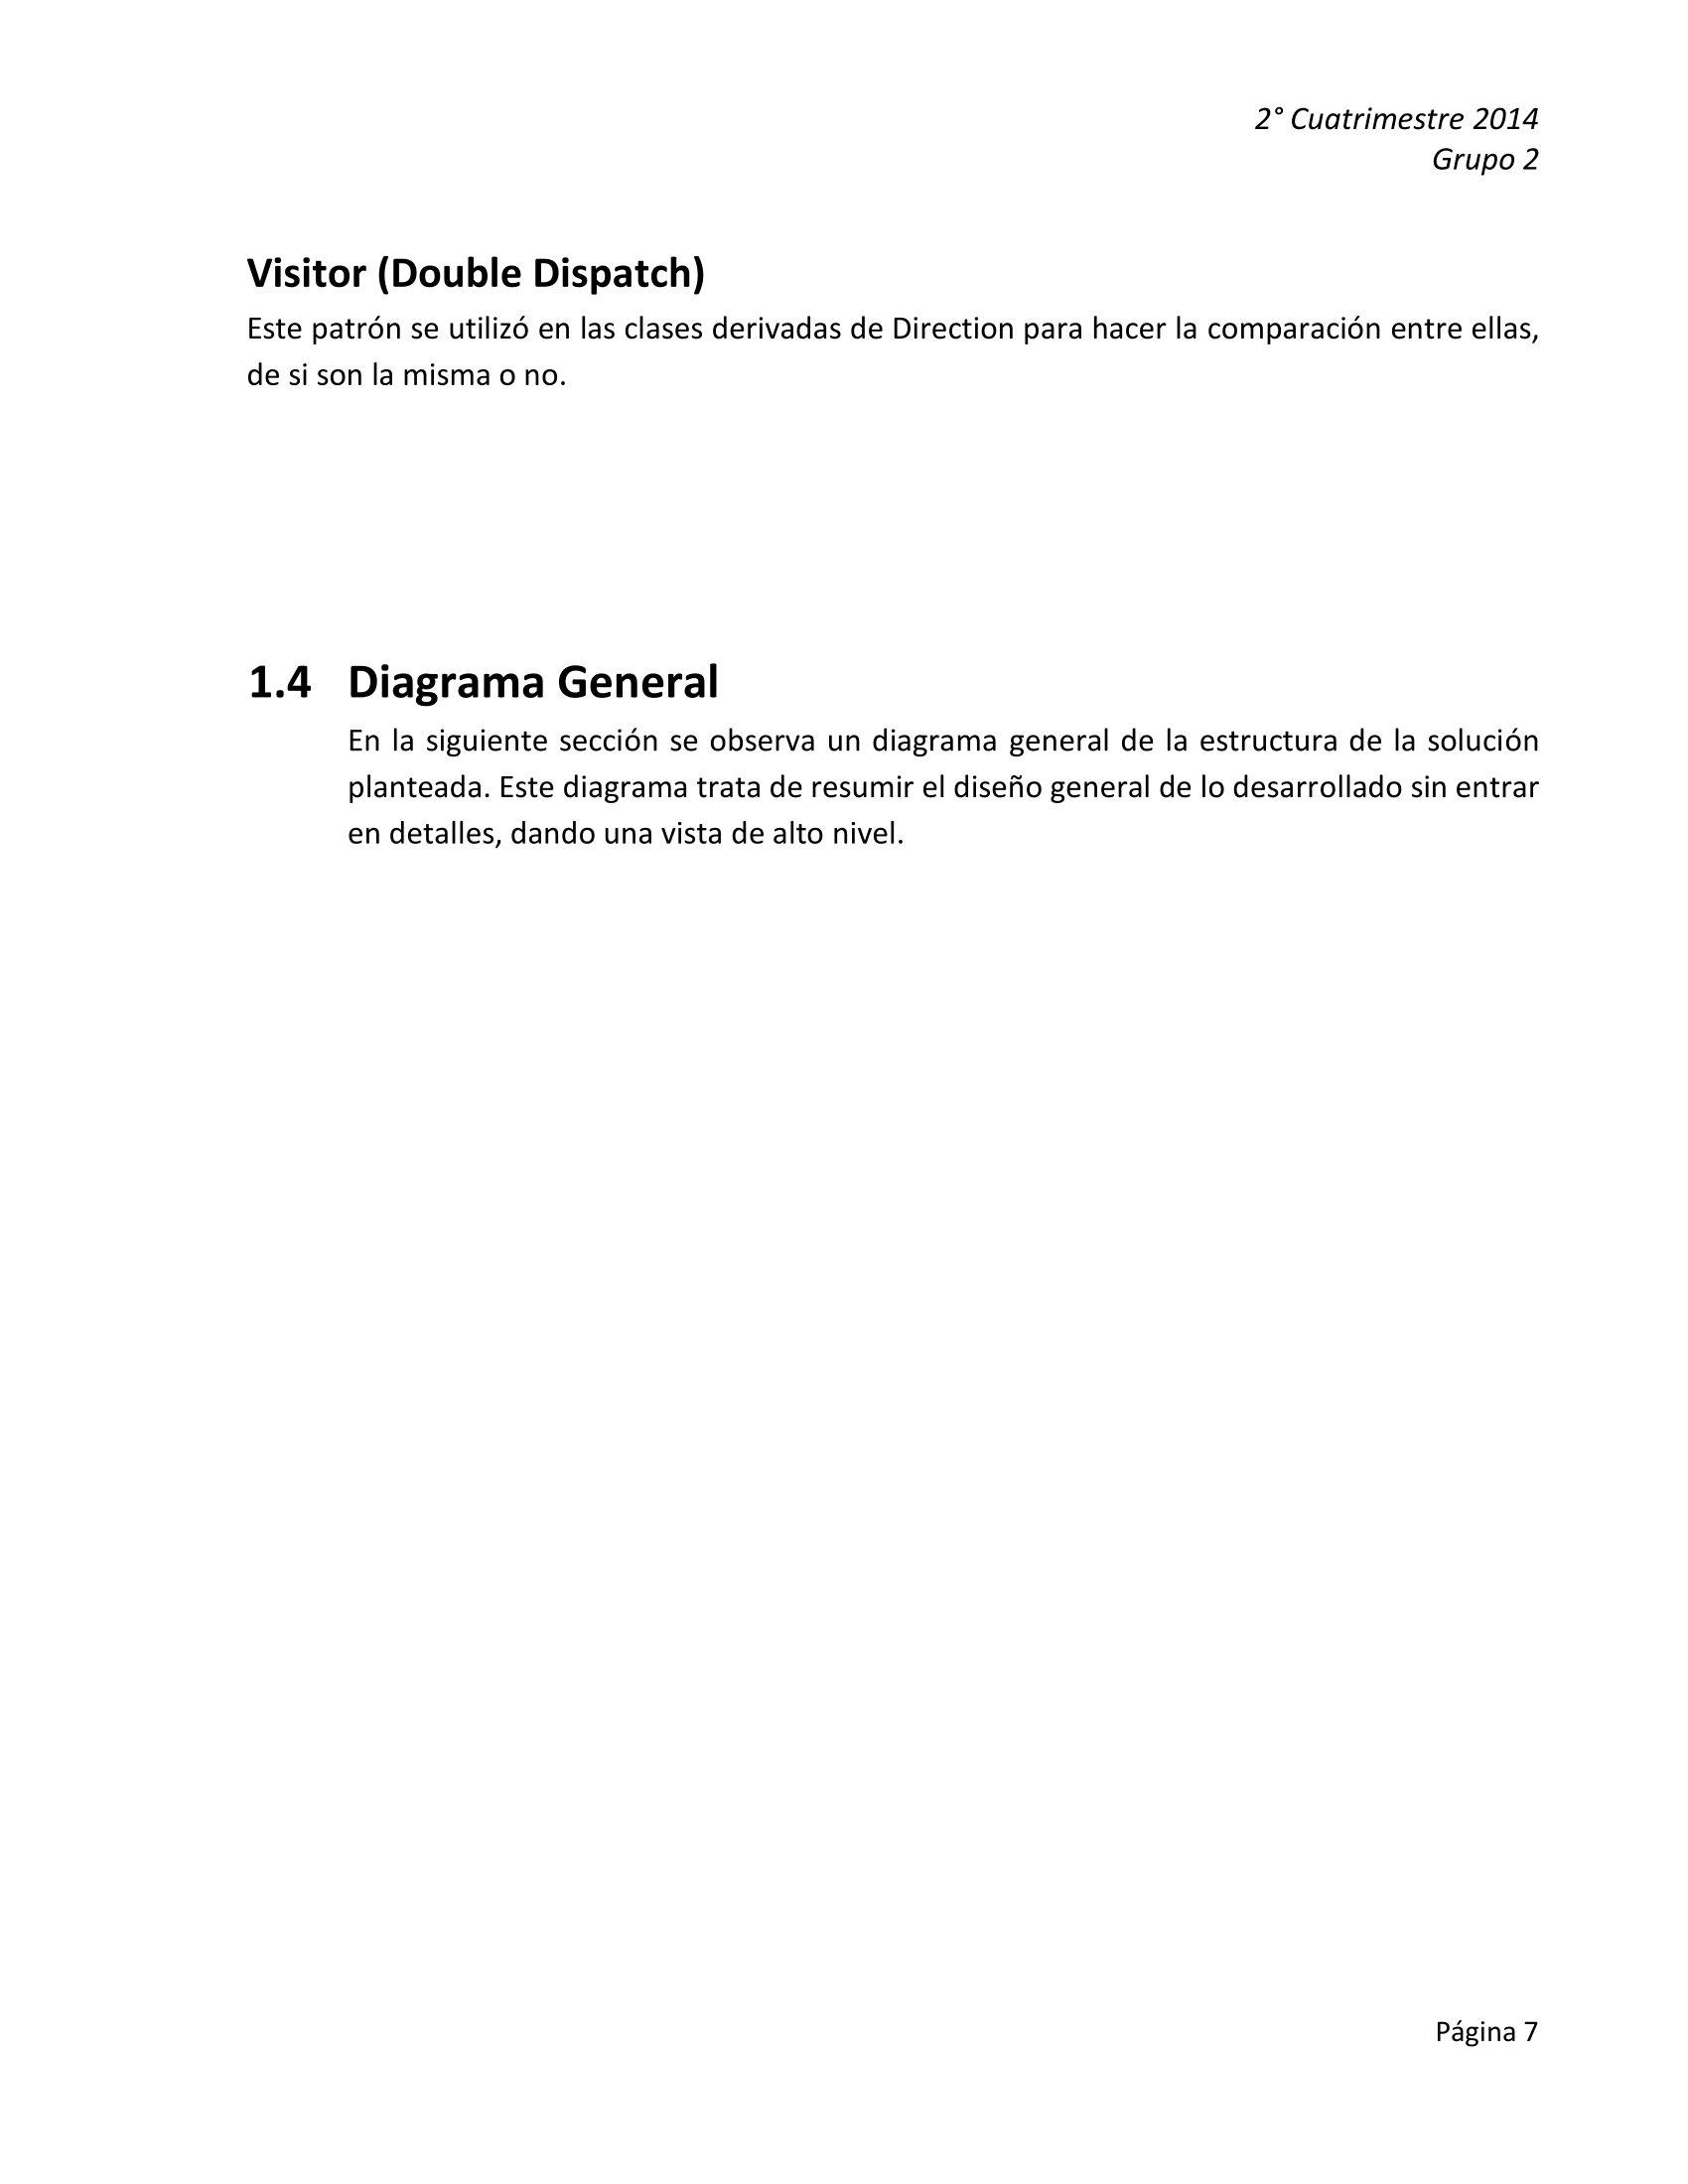 2° Cuatrimestre 2014
Grupo 2
Visitor (Double Dispatch)
Este patrón se utilizó en las clases derivadas de Direction para hacer la comparación entre ellas,
de si son la misma o no.
1.4 Diagrama General
En la siguiente sección se observa un diagrama general de la estructura de la solución
planteada. Este diagrama trata de resumir el diseño general de lo desarrollado sin entrar
en detalles, dando una vista de alto nivel.
Página 7